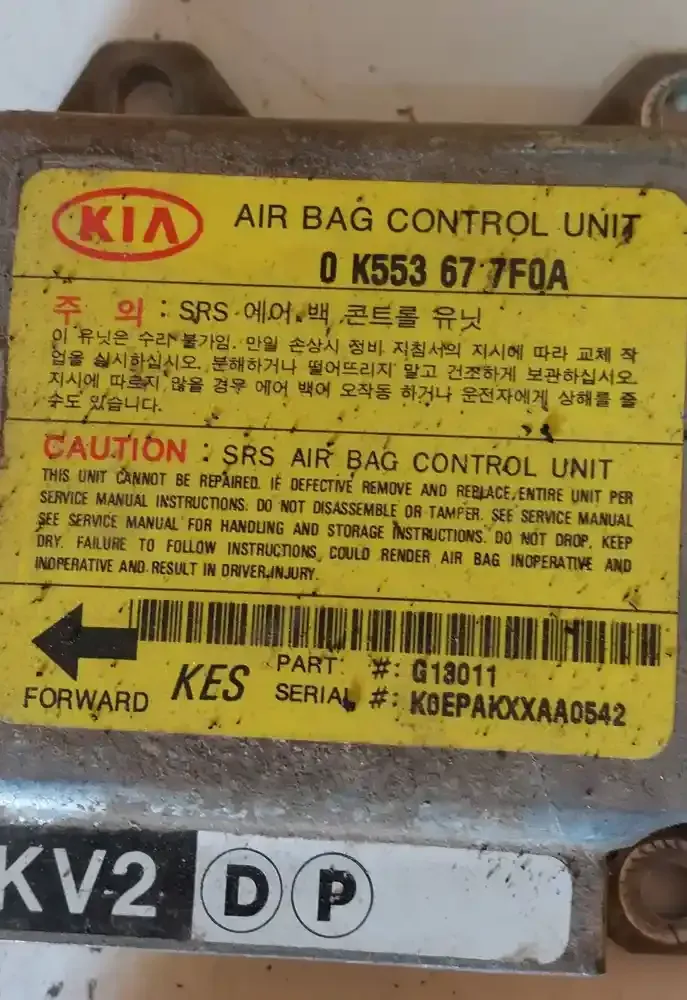 KIA AIR BAG CONTROL UNIT
0 K553 67 7F0A
주 의 : SRS 에어 백 콘트롤 유닛
이 유닛은 수리 불가임. 만일 손상시 정비 지침서의 지시에 따라 교체 작
업을 실시하십시오. 분해하거나 떨어뜨리지 말고 건조하게 보관하십시오.
지시에 따르지 않을 경우 에어 백이 오작동 하거나 운전자에게 상해를 줄
수도 있습니다.
CAUTION : SRS AIR BAG CONTROL UNIT
THIS UNIT CANNOT BE REPAIRED. IF DEFECTIVE REMOVE AND REPLACE ENTIRE UNIT PER
SERVICE MANUAL INSTRUCTIONS. DO NOT DISASSEMBLE OR TAMPER. SEE SERVICE MANUAL
SEE SERVICE MANUAL FOR HANDLING AND STORAGE INSTRUCTIONS. DO NOT DROP. KEEP
DRY. FAILURE TO FOLLOW INSTRUCTIONS COULD RENDER AIR BAG INOPERATIVE AND
INOPERATIVE AND RESULT IN DRIVER INJURY.
FORWARD
KES
PART #: G13011
SERIAL #: K0EPAKXXAA0542
KV2 D P